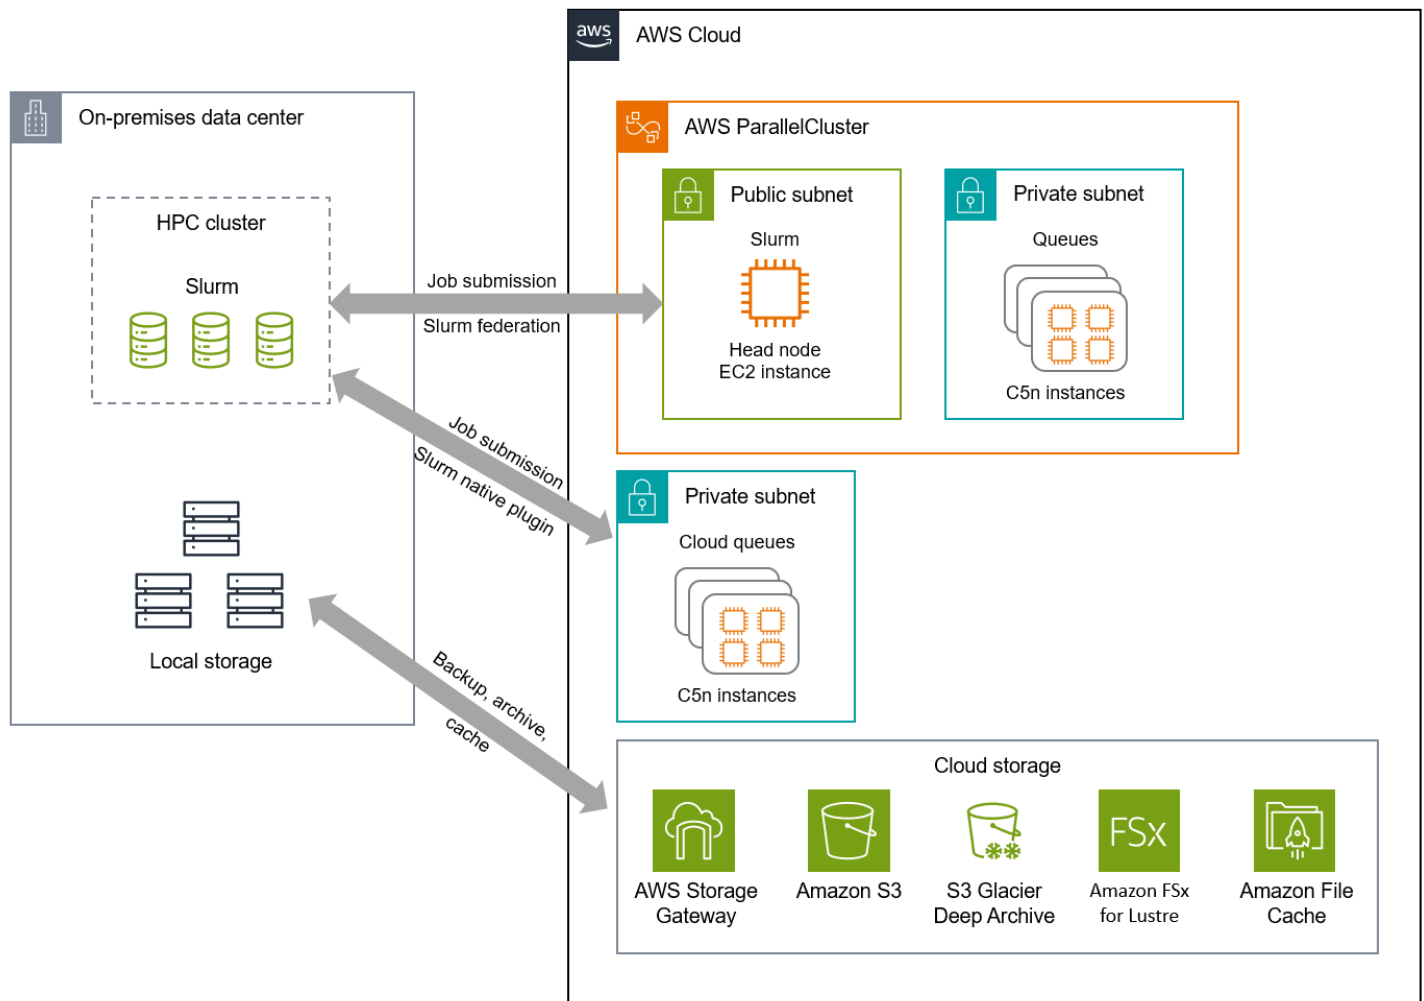 aws
AWS Cloud
On-premises data center
HPC cluster
Slurm
Job submission
Slurm federation
AWS ParallelCluster
Public subnet
Slurm
Head node
EC2 instance
Private subnet
Queues
C5n instances
Job submission
Slurm native plugin
Private subnet
Cloud queues
C5n instances
Local storage
Backup, archive,
cache
Cloud storage
AWS Storage
Gateway
Amazon S3
S3 Glacier
Deep Archive
FSx
Amazon FSx
for Lustre
Amazon File
Cache